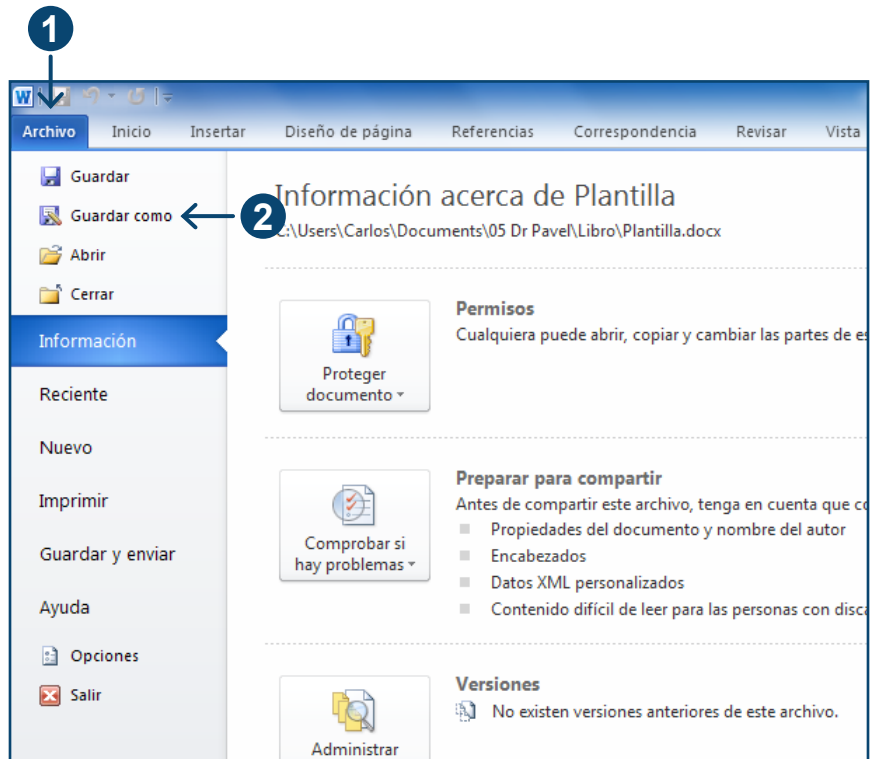 1
W
Archivo Inicio Insertar Diseño de página Referencias Correspondencia Revisar Vista
Guardar
Guardar como
2
Abrir
Cerrar
Información
Reciente
Nuevo
Imprimir
Guardar y enviar
Ayuda
Opciones
Salir
Información acerca de Plantilla
C:\Users\Carlos\Documents\05 Dr Pavel\Libro\Plantilla.docx
Proteger
documento
Permisos
Cualquiera puede abrir, copiar y cambiar las partes de
Comprobar si
hay problemas
Preparar para compartir
Antes de compartir este archivo, tenga en cuenta que
Propiedades del documento y nombre del autor
Encabezados
Datos XML personalizados
Contenido difícil de leer para las personas con
Administrar
Versiones
No existen versiones anteriores de este archivo.